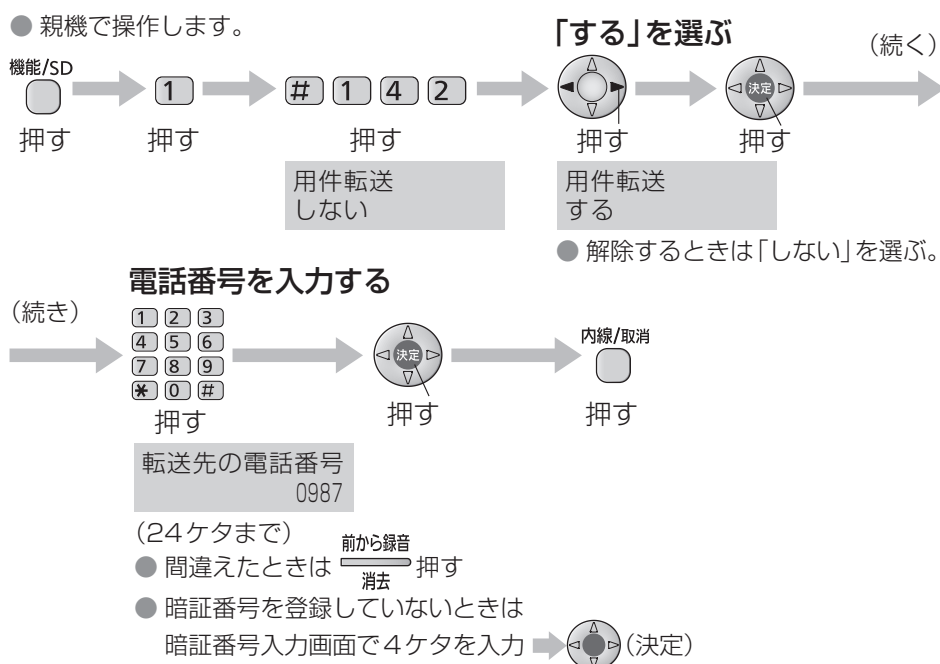 ● 親機で操作します。
「する」を選ぶ
(続く)
機能/SD
1
# 1 4 2
決定
押す 押す 押す 押す 押す
用件転送
しない
用件転送
する
● 解除するときは「しない」を選ぶ。
電話番号を入力する
(続き)
1 2 3
4 5 6
7 8 9
* 0 #
決定
内線/取消
押す 押す 押す
転送先の電話番号
0987
(24ケタまで)
● 間違えたときは 前から録音 消去 押す
● 暗証番号を登録していないときは
暗証番号入力画面で4ケタを入力 (決定)